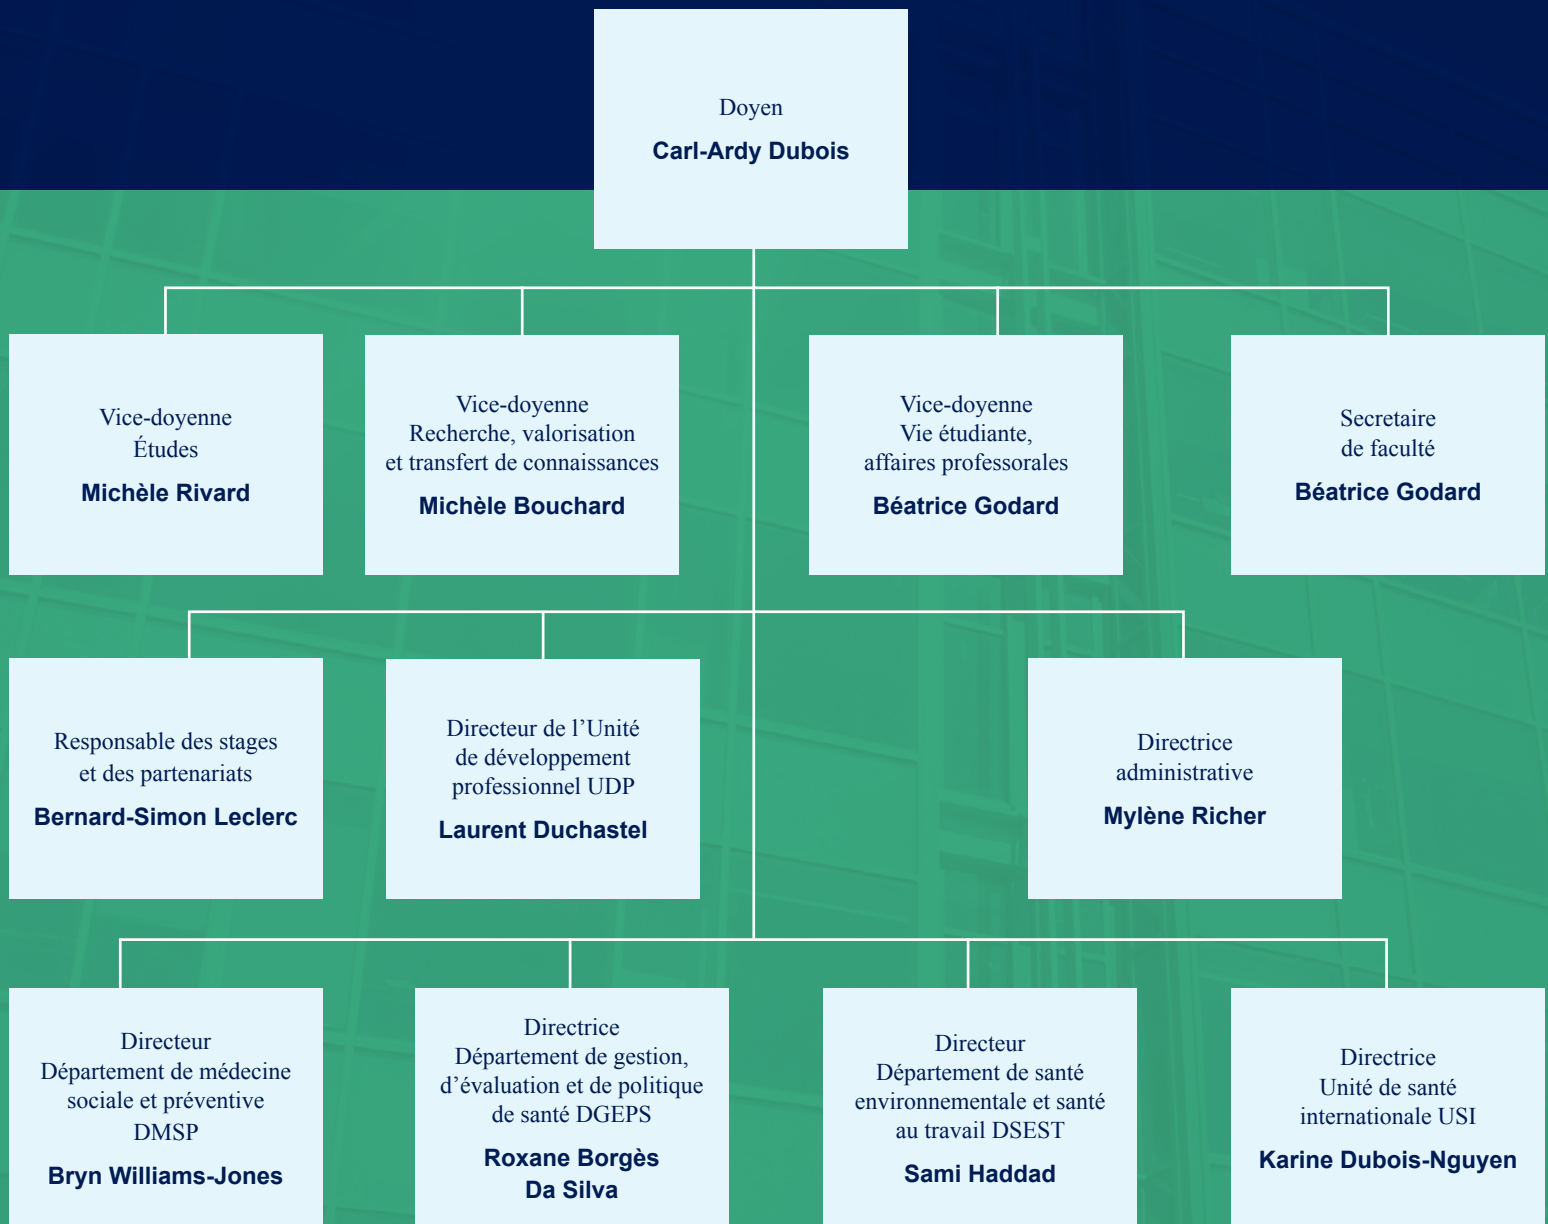 Doyen
Carl-Ardy Dubois
Vice-doyenne
Études
Michèle Rivard
Vice-doyenne
Recherche, valorisation
et transfert de connaissances
Michèle Bouchard
Vice-doyenne
Vie étudiante,
affaires professorales
Béatrice Godard
Secretaire
de faculté
Béatrice Godard
Responsable des stages
et des partenariats
Bernard-Simon Leclerc
Directeur de l’Unité
de développement
professionnel UDP
Laurent Duchastel
Directrice
administrative
Mylène Richer
Directeur
Département de médecine
sociale et préventive
DMSP
Bryn Williams-Jones
Directrice
Département de gestion,
d’évaluation et de politique
de santé DGEPS
Roxane Borgès
Da Silva
Directeur
Département de santé
environnementale et santé
au travail DSEST
Sami Haddad
Directrice
Unité de santé
internationale USI
Karine Dubois-Nguyen